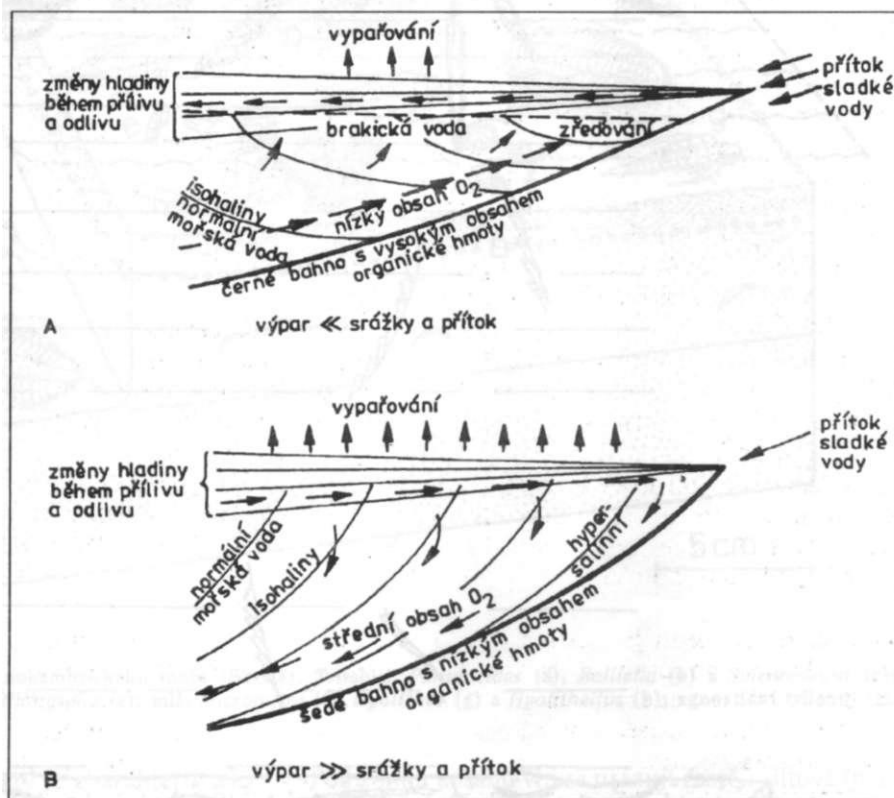 vypařování
změny hladiny
během přílivu
a odlivu
přítok
sladké
vody
brakická voda
zřeďování
isohaliny
normální
mořská voda
nízký obsah O2
černé bahno s vysokým obsahem
organické hmoty
A
výpar ≪ srážky a přítok
vypařování
přítok
sladké
vody
změny hladiny
během přílivu
a odlivu
normální
mořská voda
isohaliny
hyper-
salinní
střední obsah O2
šedé bahno s nízkým obsahem
organické hmoty
B
výpar ≫ srážky a přítok
5cm